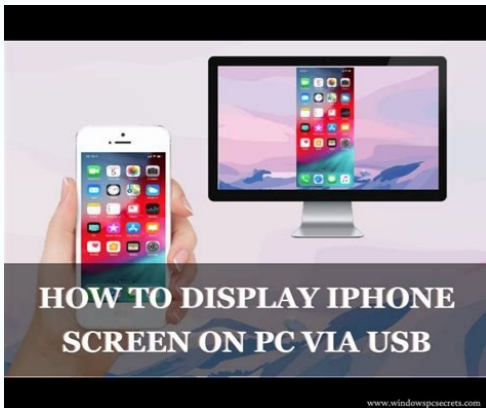 HOW TO DISPLAY IPHONE
SCREEN ON PC VIA USB
www.windowspcsecrets.com